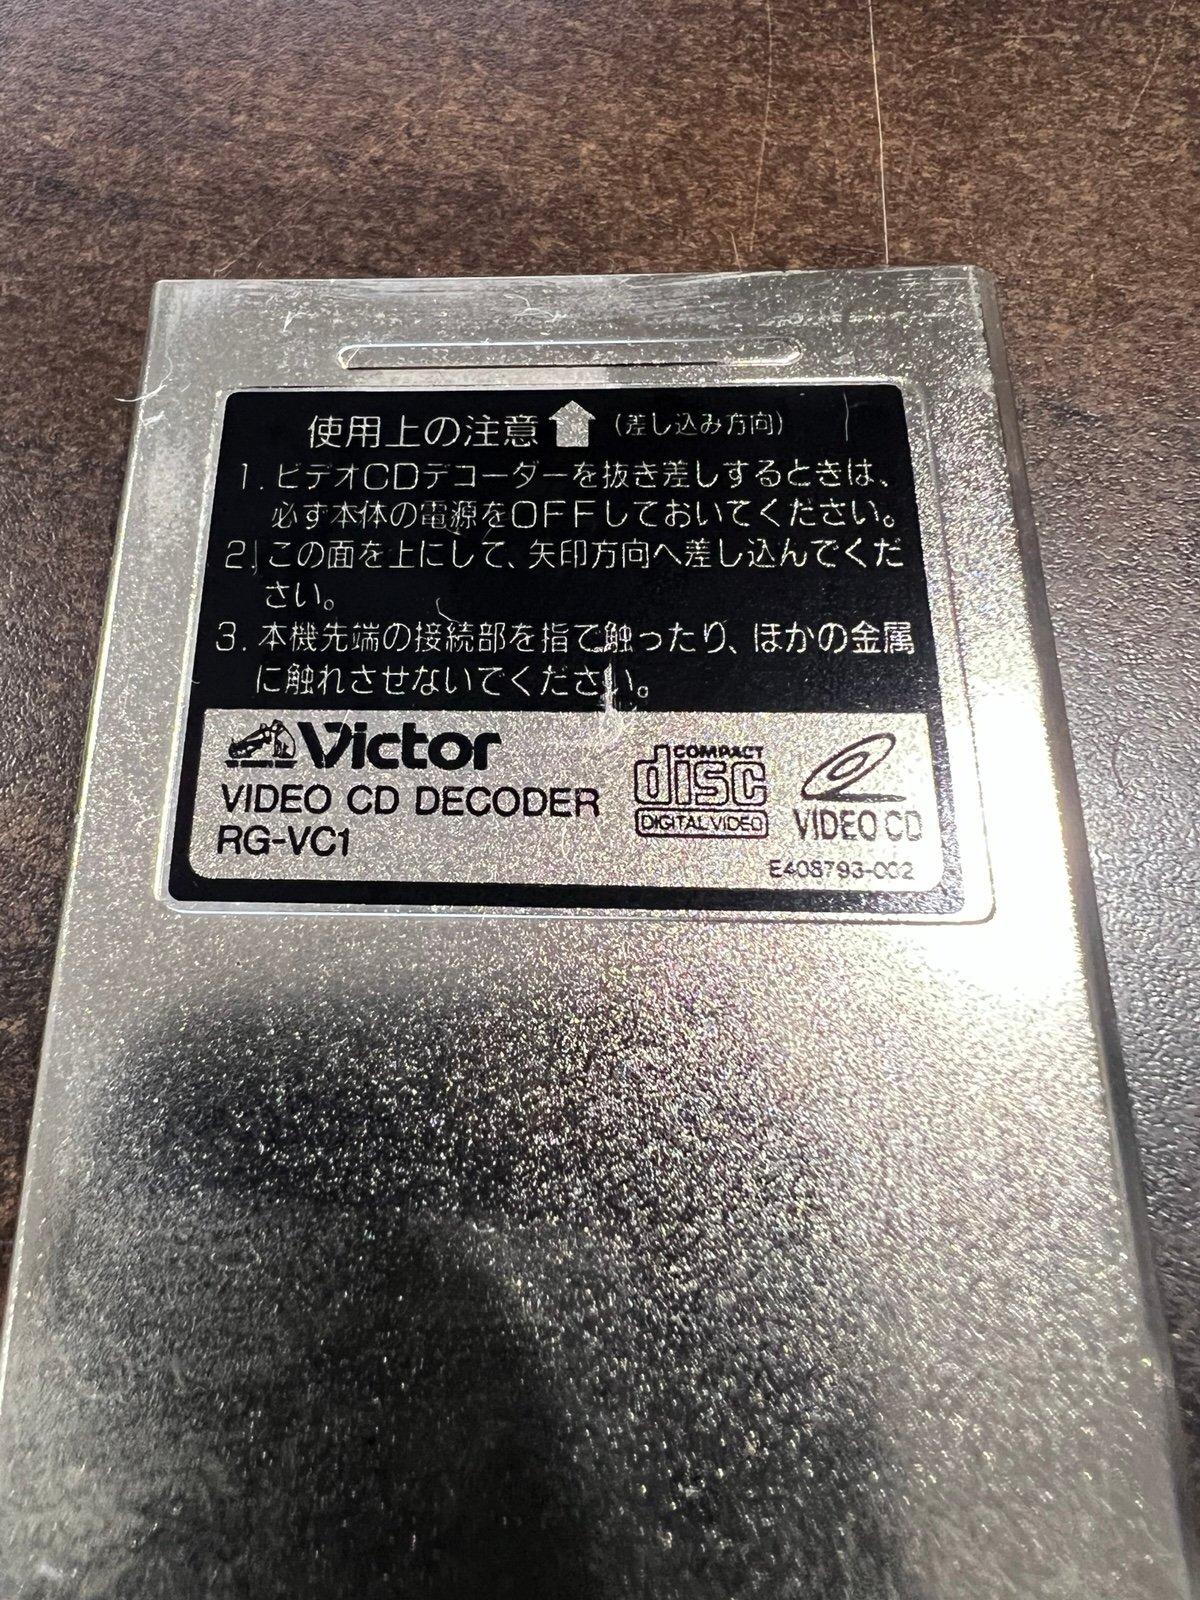 使用上の注意 ⬆ (差し込み方向)
1. ビデオCDデコーダーを抜き差しするときは、
必ず本体の電源をOFFしておいてください。
2. この面を上にして、矢印方向へ差し込んでくだ
さい。
3. 本機先端の接続部を指で触ったり、ほかの金属
に触れさせないでください。
Victor
VIDEO CD DECODER
RG-VC1
COMPACT
disc
DIGITAL VIDEO
VIDEO CD
E408793-002